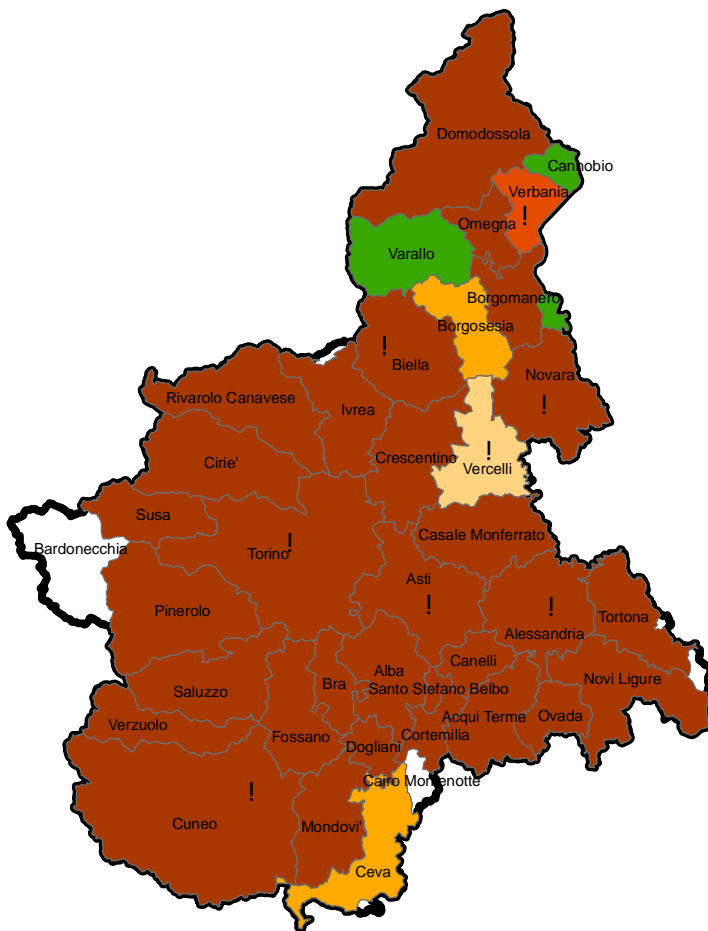 Domodossola
Cannobio
Verbania
!
Omegna
Varallo
Borgomanero
Borgosesia
!
Biella
Novara
!
Rivarolo Canavese
Ivrea
Crescentino
!
Vercelli
Cirie'
Susa
Bardonecchia
!
Torino
Casale Monferrato
Asti
!
!
Alessandria
Tortona
Pinerolo
Canelli
Alba
Bra
Santo Stefano Belbo
Novi Ligure
Saluzzo
Acqui Terme
Ovada
Verzuolo
Fossano
Dogliani
Cortemilia
Cairo Montenotte
!
Cuneo
Mondovi'
Ceva